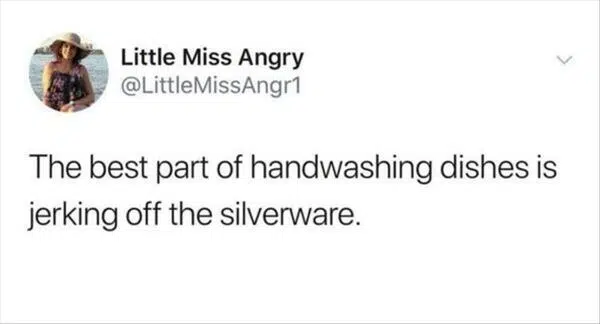 Little Miss Angry
@LittleMissAngr1
The best part of handwashing dishes is
jerking off the silverware.